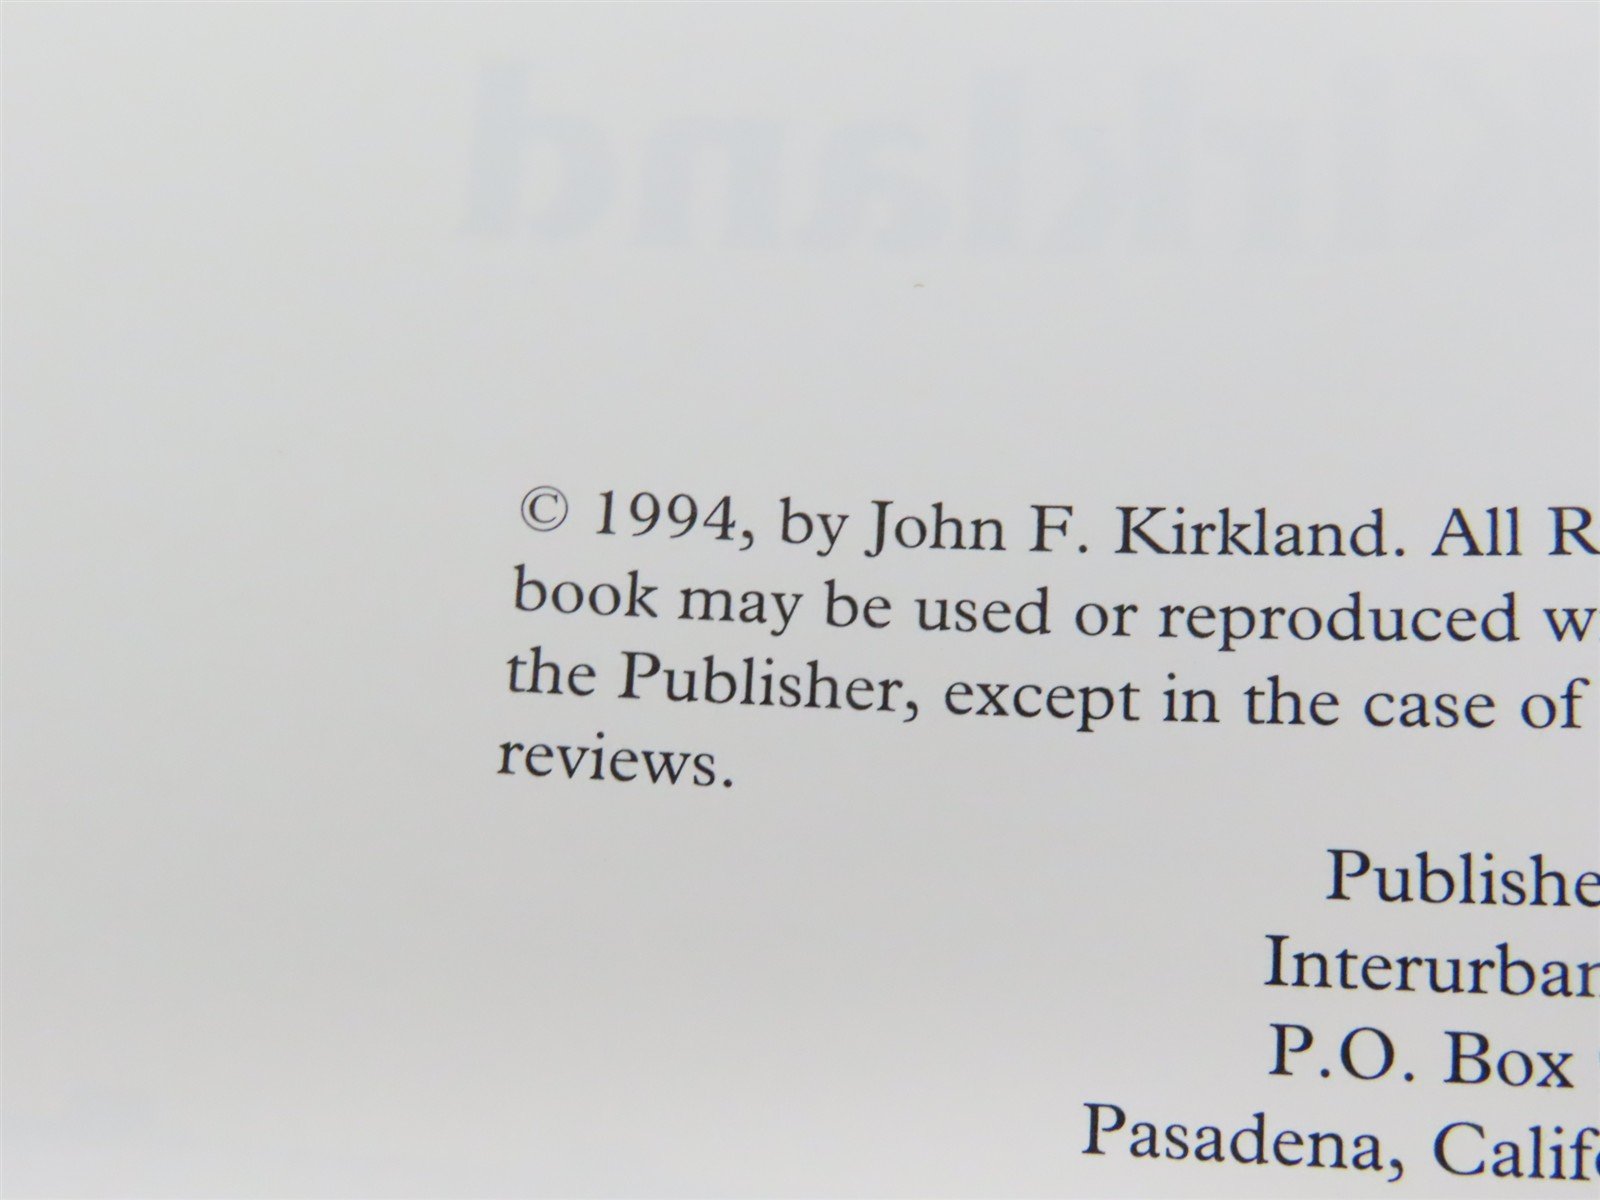 © 1994, by John F. Kirkland. All R
book may be used or reproduced w
the Publisher, except in the case of
reviews.
Publishe
Interurban
P.O. Box
Pasadena, Califo